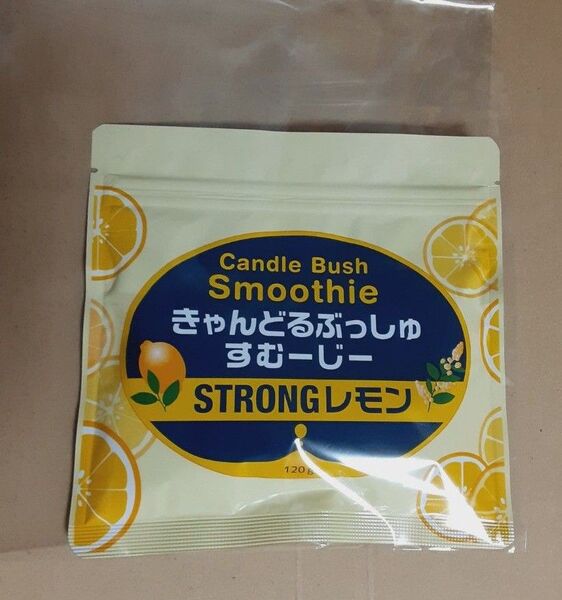 Candle Bush
Smoothie
きゃんどるぶっしゅ
すむーじー
STRONGレモン
120g